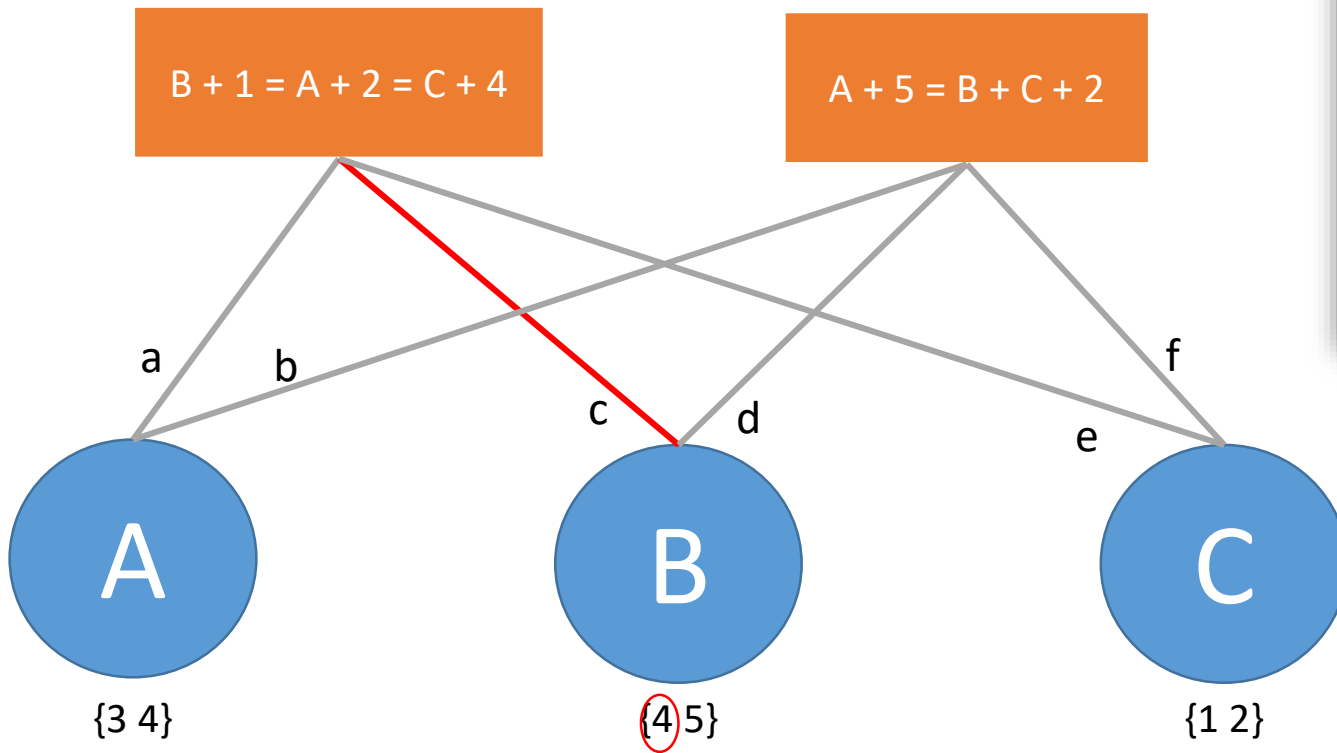 B + 1 = A + 2 = C + 4
A + 5 = B + C + 2
a
b
c
d
e
f
A
B
C
{3 4}
{4 5}
{1 2}